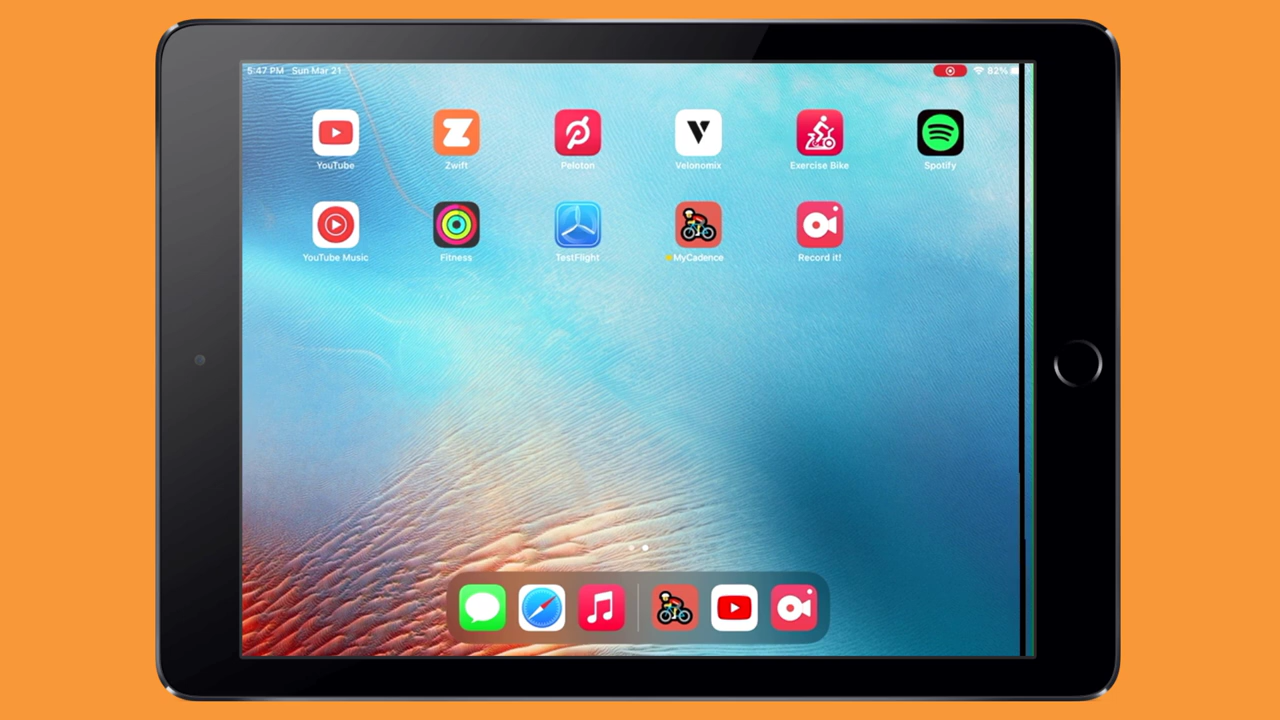 5:47 PM Sun Mar 21 82%
YouTube Zwift Peloton Velonomix Exercise Bike Spotify
YouTube Music Fitness TestFlight MyCadence Record it!